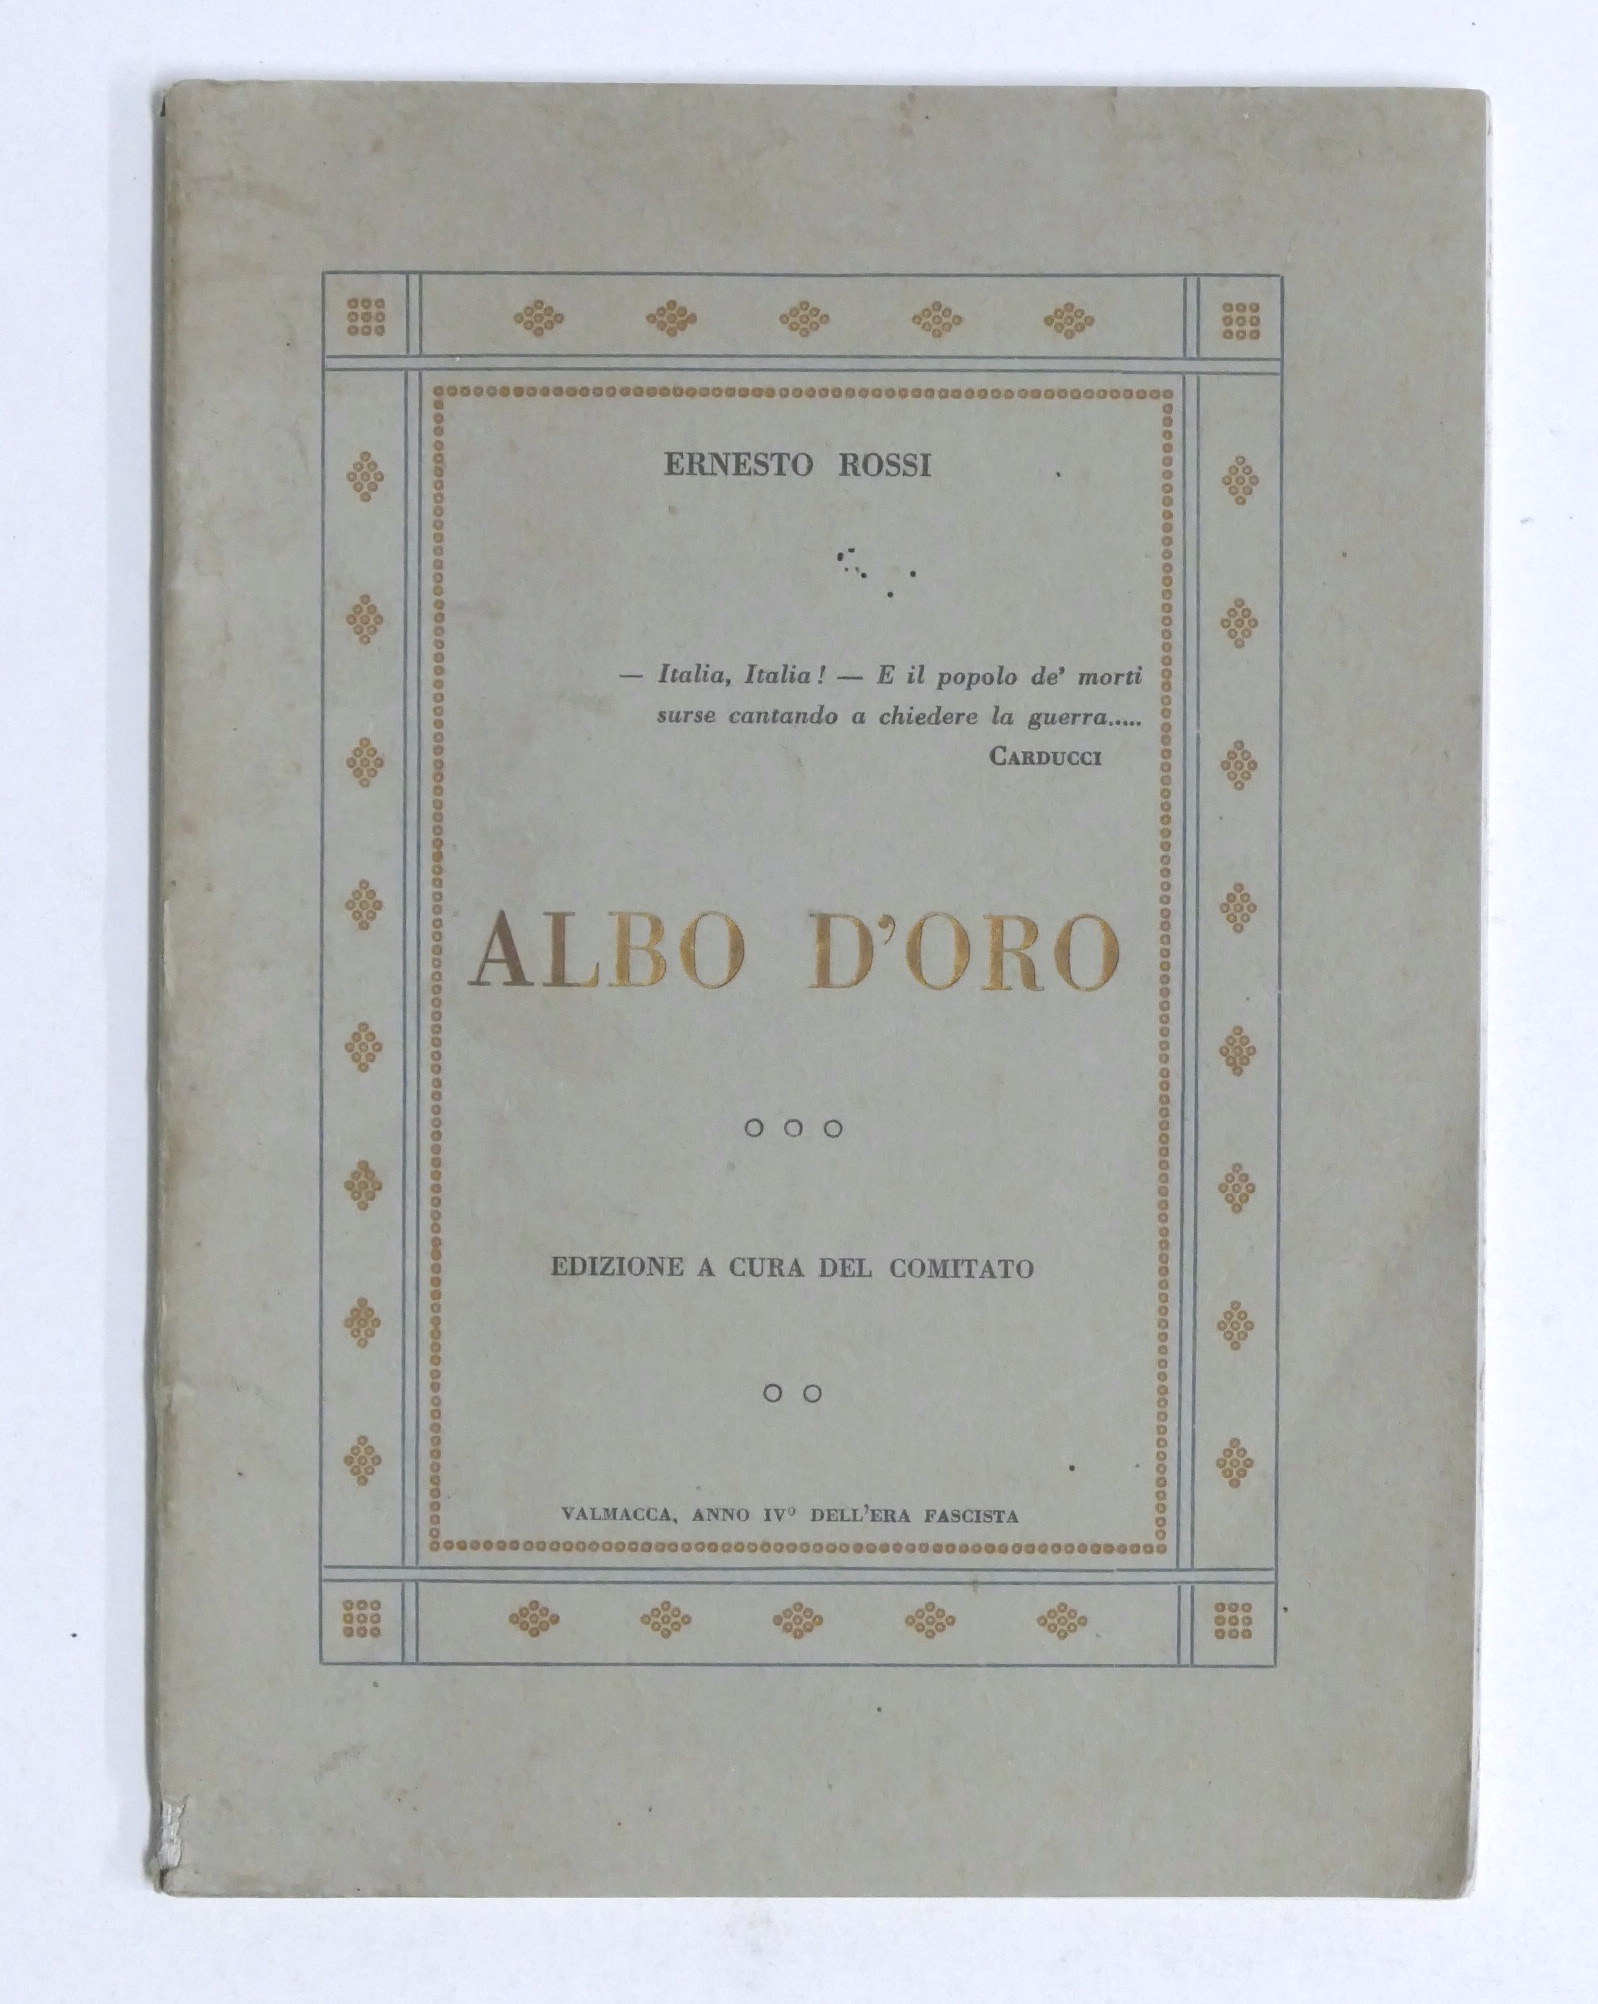 ERNESTO ROSSI
— Italia, Italia! — E il popolo de' morti
surse cantando a chiedere la guerra.....
CARDUCCI
ALBO D'ORO
EDIZIONE A CURA DEL COMITATO
VALMACCA, ANNO IVº DELL'ERA FASCISTA